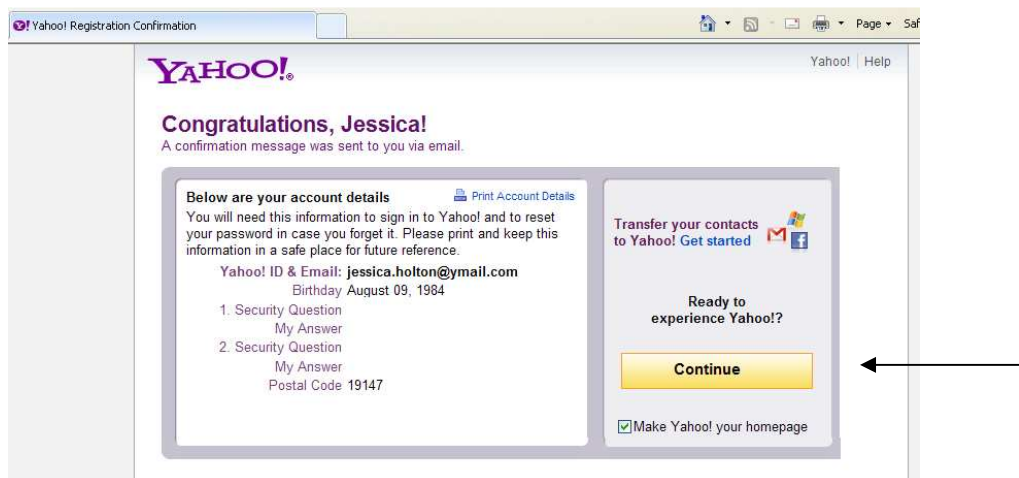 Yahoo! Registration Confirmation
Page
Saf
YAHOO!®
Yahoo! | Help
Congratulations, Jessica!
A confirmation message was sent to you via email.
Below are your account details
Print Account Details
You will need this information to sign in to Yahoo! and to reset
your password in case you forget it. Please print and keep this
information in a safe place for future reference.
Yahoo! ID & Email: jessica.holton@ymail.com
Birthday August 09, 1984
1. Security Question
My Answer
2. Security Question
My Answer
Postal Code 19147
Transfer your contacts
to Yahoo! Get started
Ready to
experience Yahoo!?
Continue
Make Yahoo! your homepage